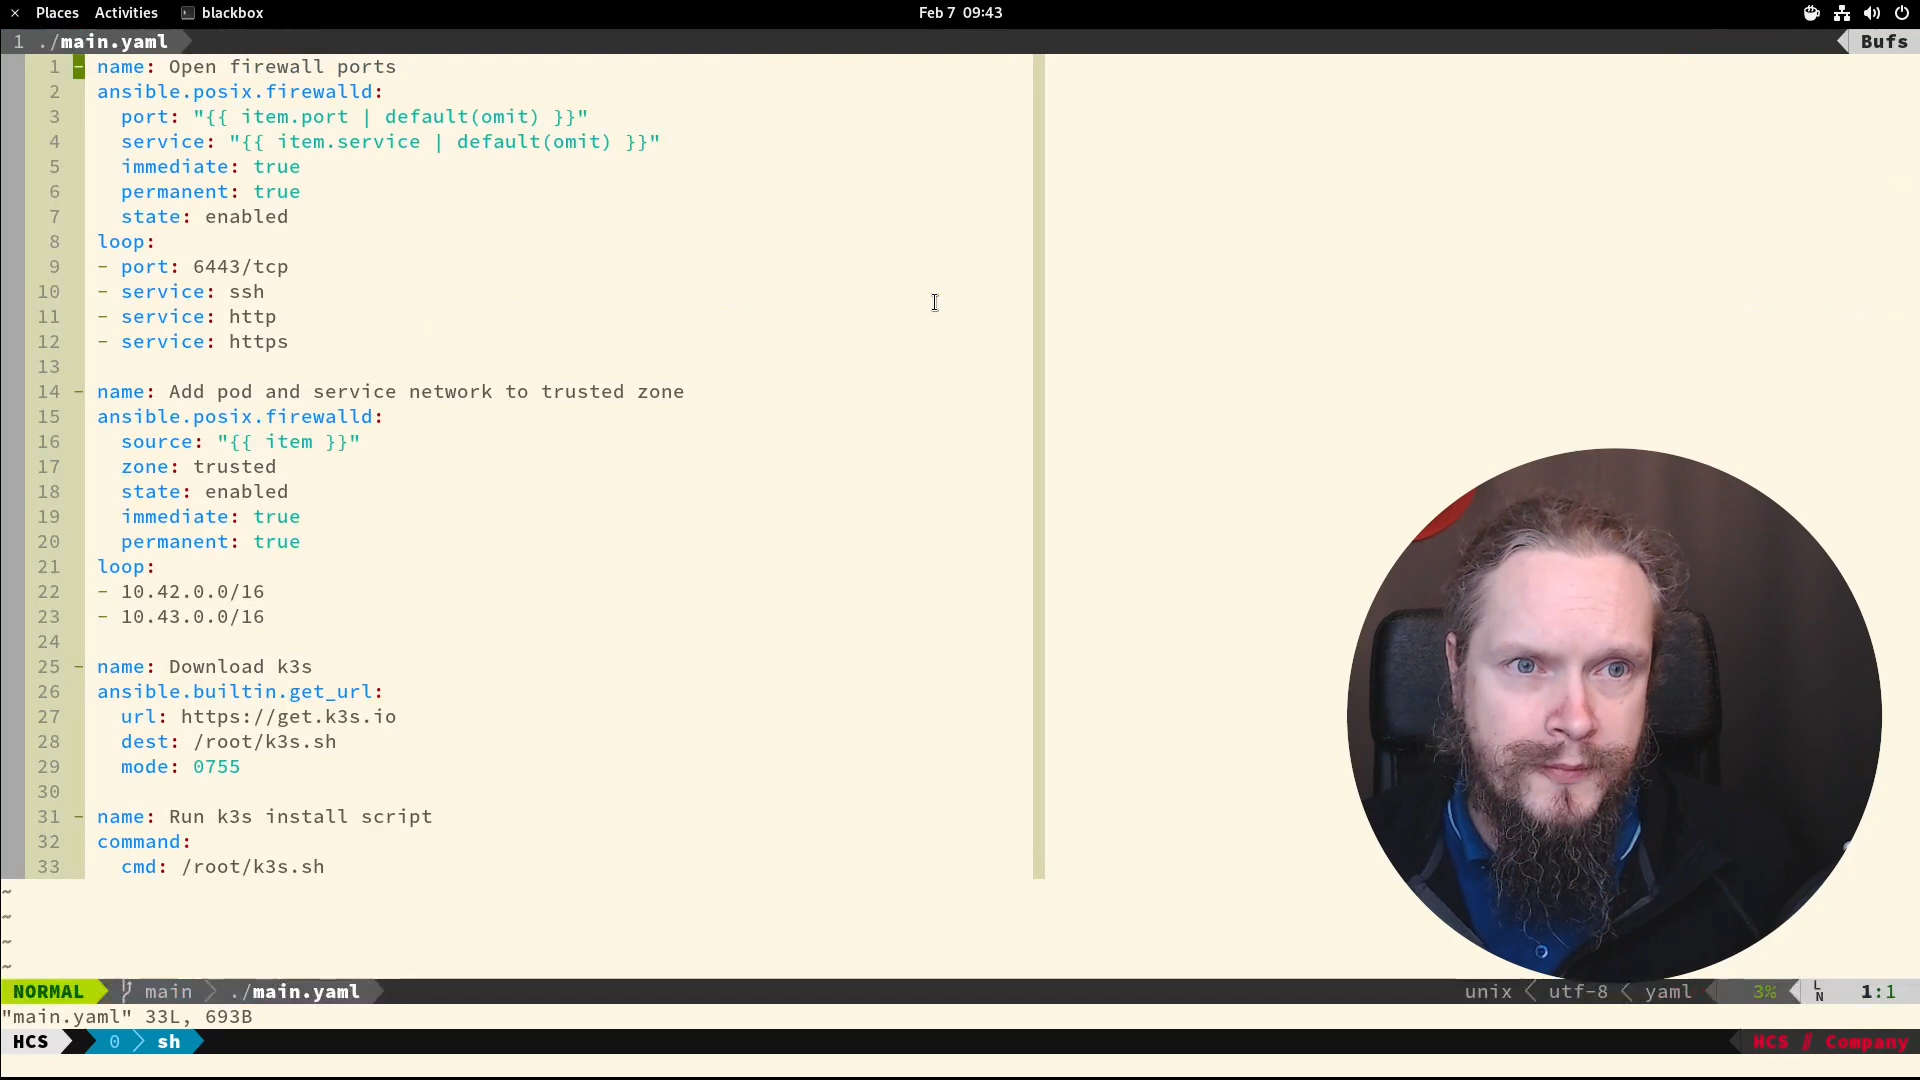 × Places Activities blackbox Feb 7 09:43
1 ./main.yaml Bufs
1 - name: Open firewall ports
2 ansible.posix.firewalld:
3 port: "{{ item.port | default(omit) }}"
4 service: "{{ item.service | default(omit) }}"
5 immediate: true
6 permanent: true
7 state: enabled
8 loop:
9 - port: 6443/tcp
10 - service: ssh
11 - service: http
12 - service: https
13
14 - name: Add pod and service network to trusted zone
15 ansible.posix.firewalld:
16 source: "{{ item }}"
17 zone: trusted
18 state: enabled
19 immediate: true
20 permanent: true
21 loop:
22 - 10.42.0.0/16
23 - 10.43.0.0/16
24
25 - name: Download k3s
26 ansible.builtin.get_url:
27 url: https://get.k3s.io
28 dest: /root/k3s.sh
29 mode: 0755
30
31 - name: Run k3s install script
32 command:
33 cmd: /root/k3s.sh
~
~
~
~
NORMAL main ./main.yaml unix utf-8 yaml 3% LN 1:1
"main.yaml" 33L, 693B
HCS 0 sh HCS // Company